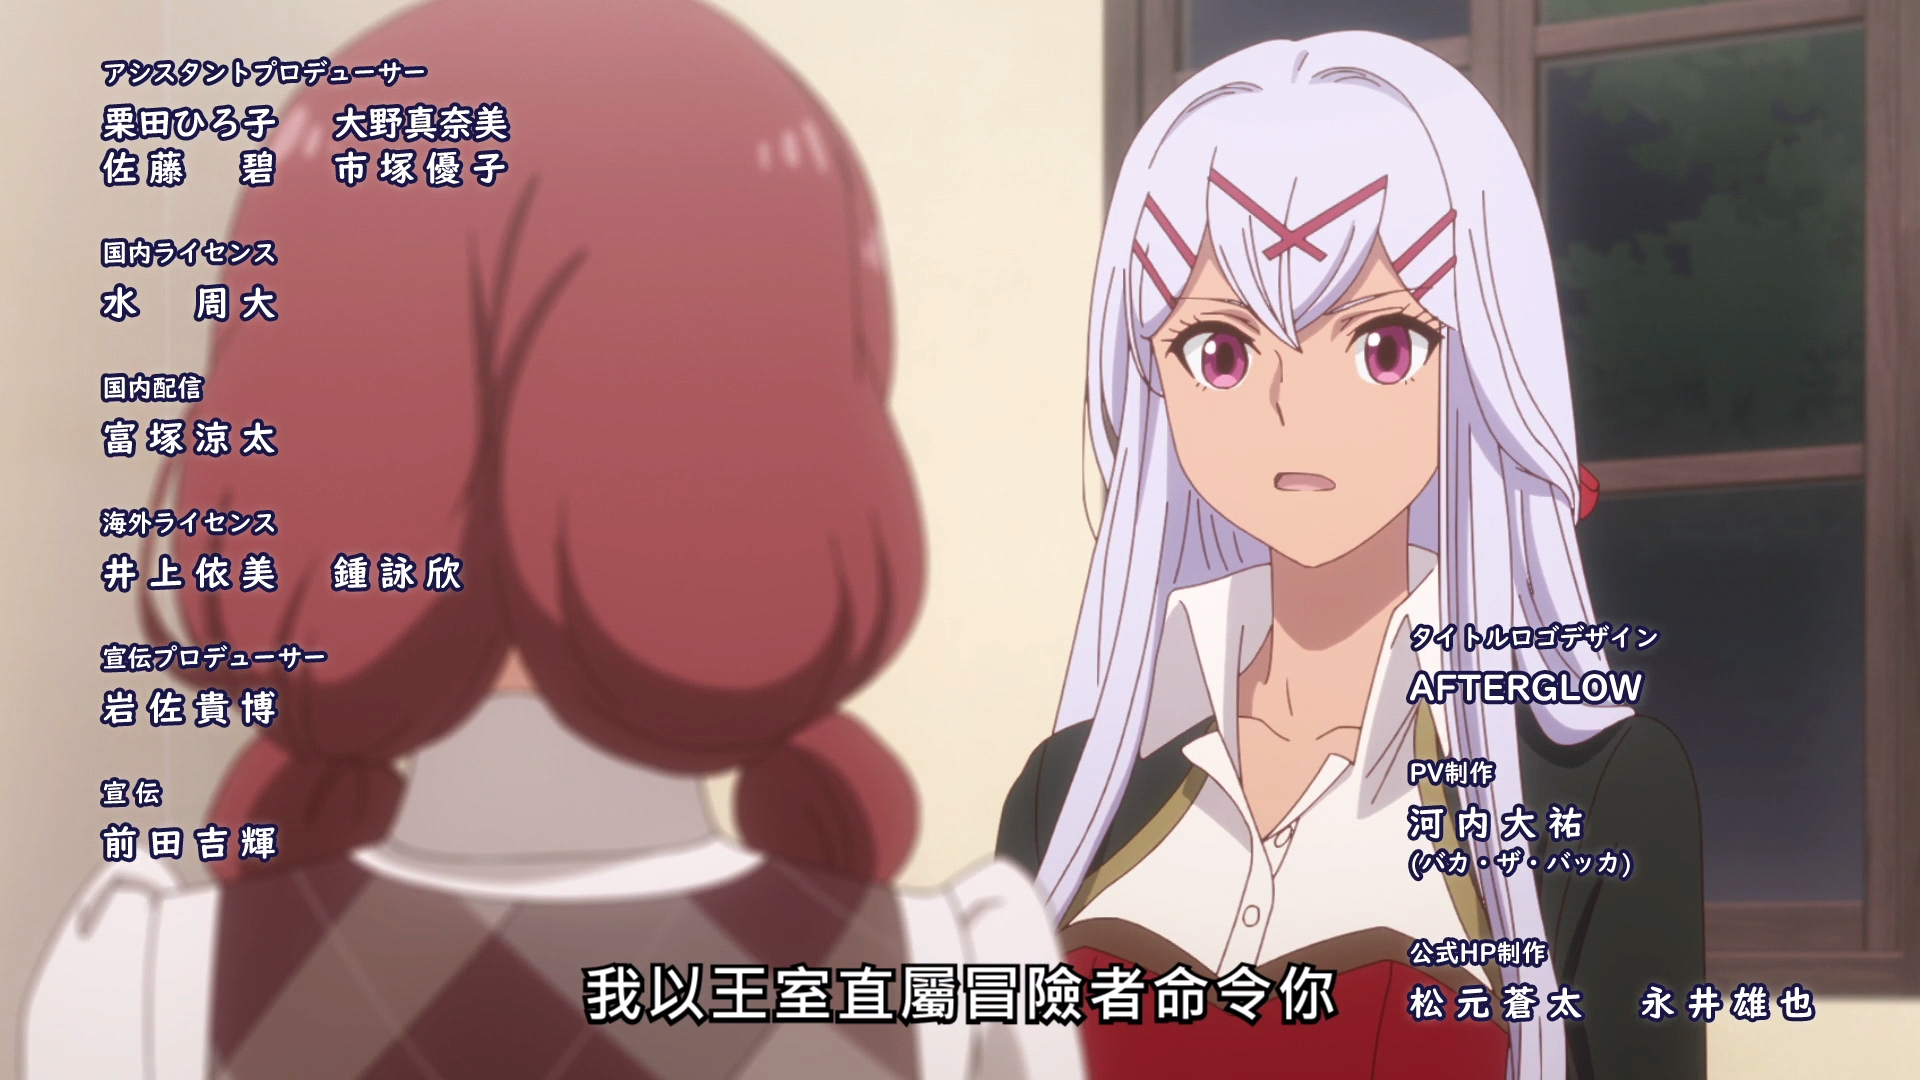 アシスタントプロデューサー
栗田ひろ子　大野真奈美
佐藤　碧　市塚優子
国内ライセンス
水　周大
国内配信
富塚涼太
海外ライセンス
井上依美　鍾詠欣
宣伝プロデューサー
岩佐貴博
宣伝
前田吉輝
タイトルロゴデザイン
AFTERGLOW
PV制作
河内大祐
(バカ・ザ・バッカ)
公式HP制作
松元蒼太　永井雄也
我以王室直屬冒險者命令你